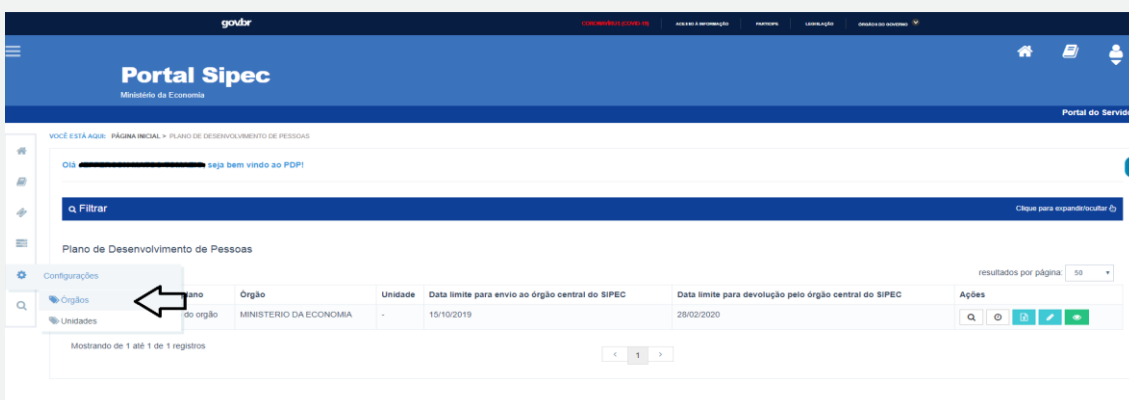 govbr
CORONAVÍRUS (COVID-19) ACESSO À INFORMAÇÃO PARTICIPE LEGISLAÇÃO ÓRGÃOS DO GOVERNO
Portal Sipec
Ministério da Economia
Portal do Servido
VOCÊ ESTÁ AQUI: PÁGINA INICIAL > PLANO DE DESENVOLVIMENTO DE PESSOAS
Olá seja bem vindo ao PDP!
Filtrar Clique para expandir/ocultar
Plano de Desenvolvimento de Pessoas
Configurações
resultados por página: 50
Órgãos
Unidades
plano Órgão Unidade Data limite para envio ao órgão central do SIPEC Data limite para devolução pelo órgão central do SIPEC Ações
do orgão MINISTERIO DA ECONOMIA - 15/10/2019 28/02/2020
Mostrando de 1 até 1 de 1 registros
< 1 >